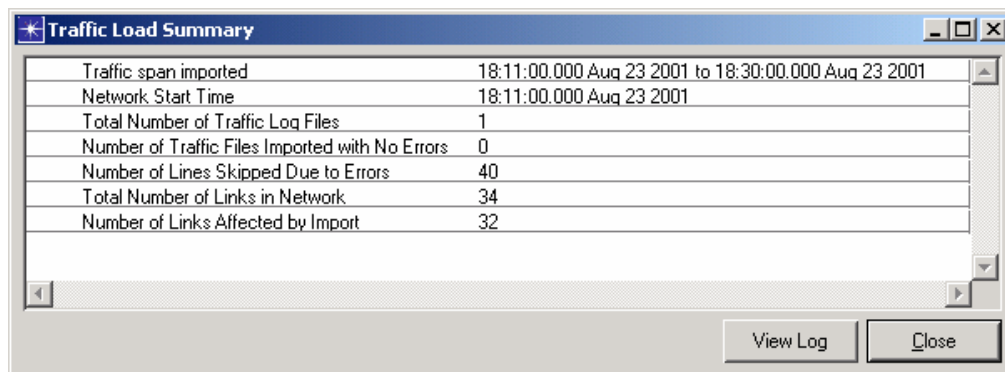 Traffic Load Summary
Traffic span imported 18:11:00.000 Aug 23 2001 to 18:30:00.000 Aug 23 2001
Network Start Time 18:11:00.000 Aug 23 2001
Total Number of Traffic Log Files 1
Number of Traffic Files Imported with No Errors 0
Number of Lines Skipped Due to Errors 40
Total Number of Links in Network 34
Number of Links Affected by Import 32
View Log Close